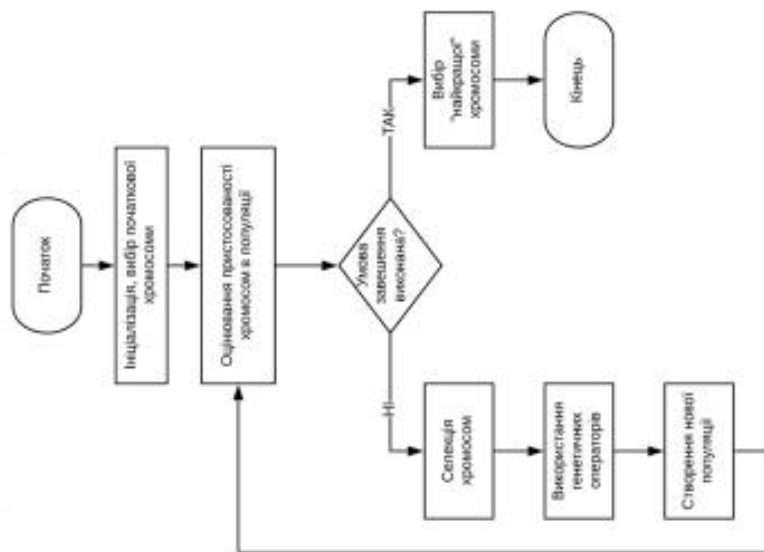 Початок
Ініціалізація, вибір початкової
хромосоми
Оцінювання пристосованості
хромосом в популяції
Умова
завешення
виконана?
ТАК
Вибір
"найкращої"
хромосоми
Кінець
НІ
Селекція
хромосом
Використання
генетичних
операторів
Створення нової
популяції